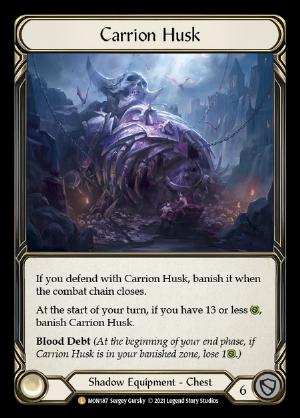 Carrion Husk
If you defend with Carrion Husk, banish it when
the combat chain closes.
At the start of your turn, if you have 13 or less ,
banish Carrion Husk.
Blood Debt (At the beginning of your end phase, if
Carrion Husk is in your banished zone, lose 1.)
Shadow Equipment - Chest
6
L MON187 Sergey Gursky © 2021 Legend Story Studios